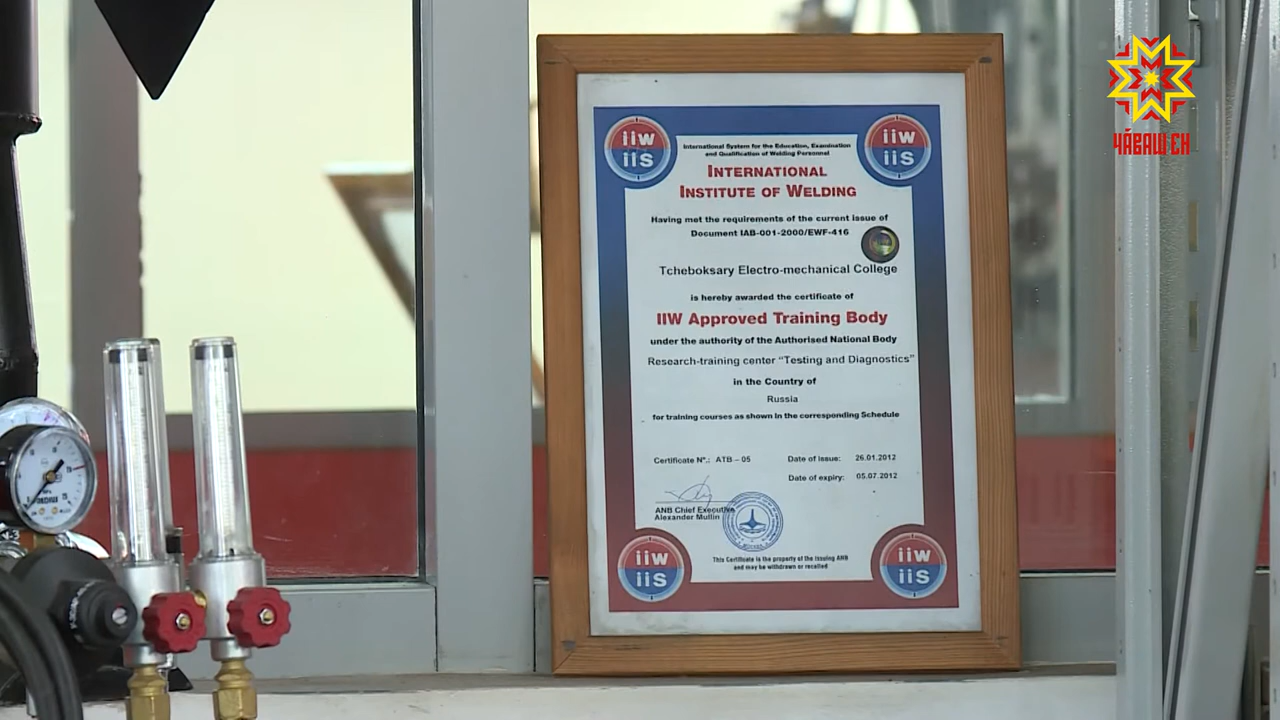 ЧӐВАШ ЕН
iiw
iis
iiw
iis
International System for the Education, Examination
and Qualification of Welding Personnel
INTERNATIONAL
INSTITUTE OF WELDING
Having met the requirements of the current issue of
Document IAB-001-2000/EWF-416
Tcheboksary Electro-mechanical College
is hereby awarded the certificate of
IIW Approved Training Body
under the authority of the Authorised National Body
Research-training center “Testing and Diagnostics”
in the Country of
Russia
for training courses as shown in the corresponding Schedule
Certificate Nº.: ATB – 05 Date of issue: 26.01.2012
Date of expiry: 05.07.2012
ANB Chief Executive
Alexander Mullin
iiw
iis
iiw
iis
This Certificate is the property of the issuing ANB
and may be withdrawn or recalled